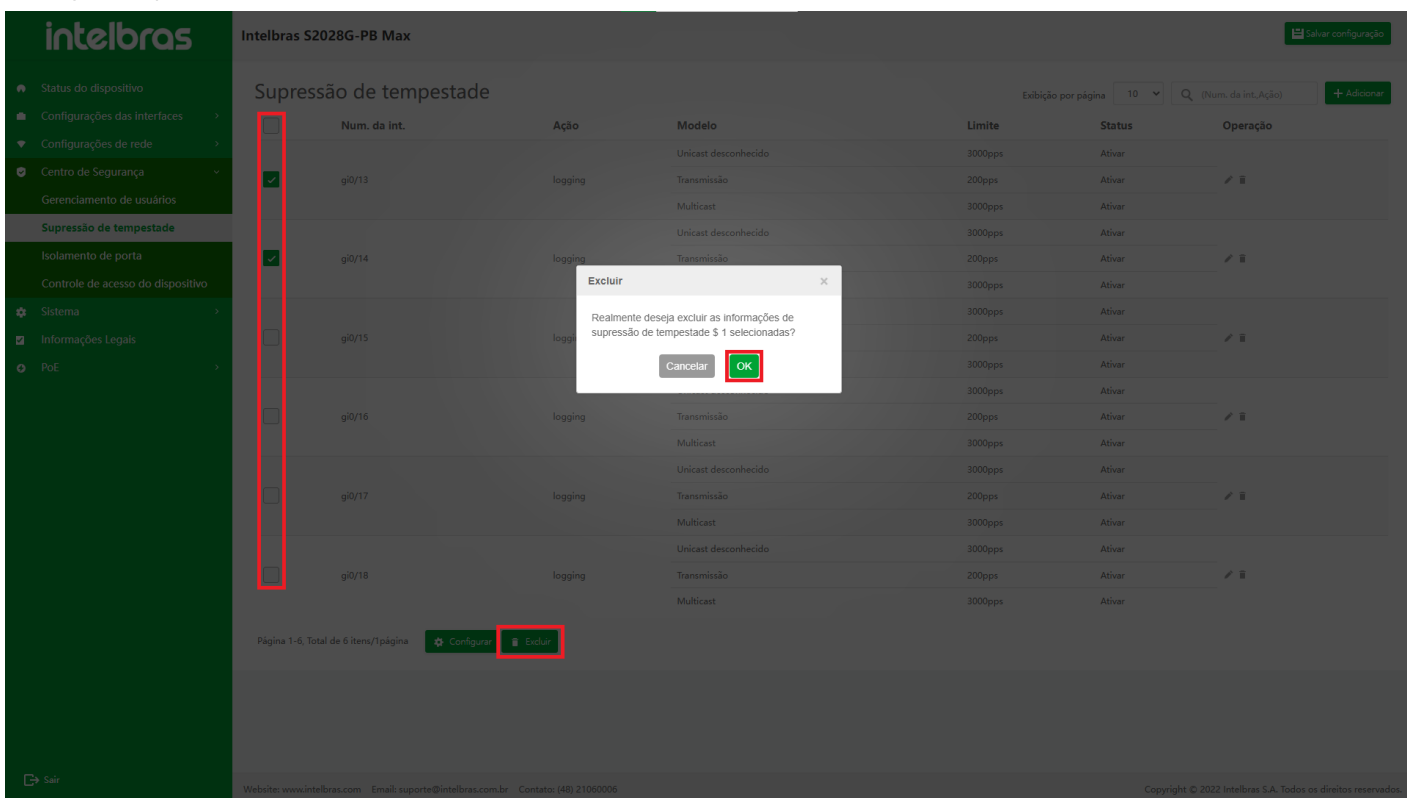 intelbras
Intelbras S2028G-PB Max
Salvar configuração
Status do dispositivo
Configurações das interfaces
Configurações de rede
Centro de Segurança
Gerenciamento de usuários
Supressão de tempestade
Isolamento de porta
Controle de acesso do dispositivo
Sistema
Informações Legais
PoE
Sair
Supressão de tempestade
Exibição por página 10 (Num. da int, Ação) + Adicionar
Num. da int. Ação Modelo Limite Status Operação
Unicast desconhecido 3000pps Ativar
gi0/13 logging Transmissão 200pps Ativar
Multicast 3000pps Ativar
Unicast desconhecido 3000pps Ativar
gi0/14 logging Transmissão 200pps Ativar
3000pps Ativar
3000pps Ativar
gi0/15 200pps Ativar
3000pps Ativar
3000pps Ativar
gi0/16 logging Transmissão 200pps Ativar
Multicast 3000pps Ativar
Unicast desconhecido 3000pps Ativar
gi0/17 logging Transmissão 200pps Ativar
Multicast 3000pps Ativar
Unicast desconhecido 3000pps Ativar
gi0/18 logging Transmissão 200pps Ativar
Multicast 3000pps Ativar
Excluir ×
Realmente deseja excluir as informações de
supressão de tempestade $ 1 selecionadas?
Cancelar OK
Página 1-6, Total de 6 itens/1página Configurar Excluir
Website: www.intelbras.com Email: suporte@intelbras.com.br Contato: (48) 21060006
Copyright © 2022 Intelbras S.A. Todos os direitos reservados.